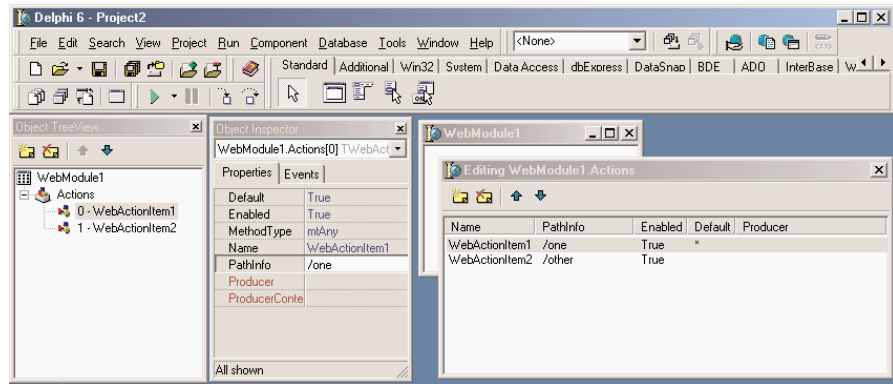 Delphi 6 - Project2
File Edit Search View Project Run Component Database Tools Window Help <None>
Standard Additional Win32 System Data Access dbExpress DataSnap BDE ADO InterBase W
Object TreeView
WebModule1
Actions
0 - WebActionItem1
1 - WebActionItem2
Object Inspector
WebModule1.Actions[0] TWebAct
Properties Events
Default True
Enabled True
MethodType mtAny
Name WebActionItem1
PathInfo /one
Producer
ProducerConte
All shown
WebModule1
Editing WebModule1.Actions
Name PathInfo Enabled Default Producer
WebActionItem1 /one True *
WebActionItem2 /other True